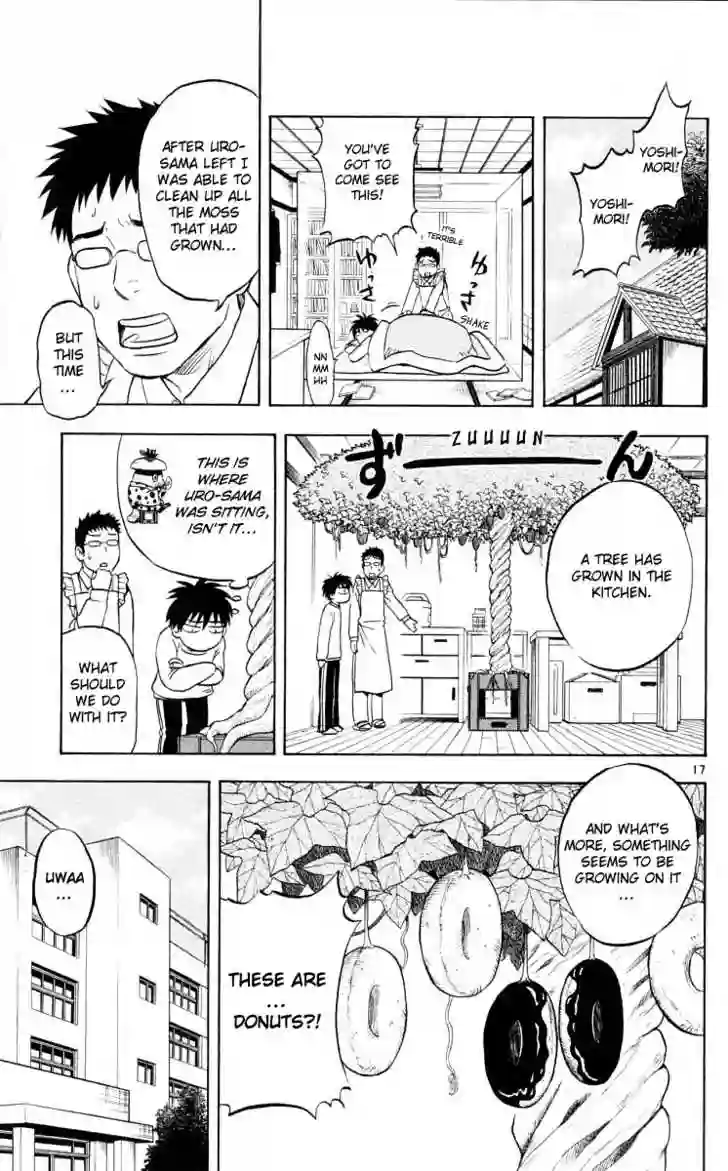 YOSHI-
MORI!
YOSHI-
MORI!
YOU'VE
GOT TO
COME SEE
THIS!
IT'S
TERRIBLE
ゆっさ
ゆっさ
SHAKE
NN
MM
HH
AFTER URO-
SAMA LEFT I
WAS ABLE TO
CLEAN UP ALL
THE MOSS
THAT HAD
GROWN...
BUT
THIS
TIME
...
ZUUUUN
ず━ん
A TREE HAS
GROWN IN THE
KITCHEN.
THIS IS
WHERE
URO-SAMA
WAS SITTING,
ISN'T IT...
WHAT
SHOULD
WE DO
WITH IT?
17
AND WHAT'S
MORE, SOMETHING
SEEMS TO BE
GROWING ON IT
...
THESE ARE
...
DONUTS?!
UWAA
...